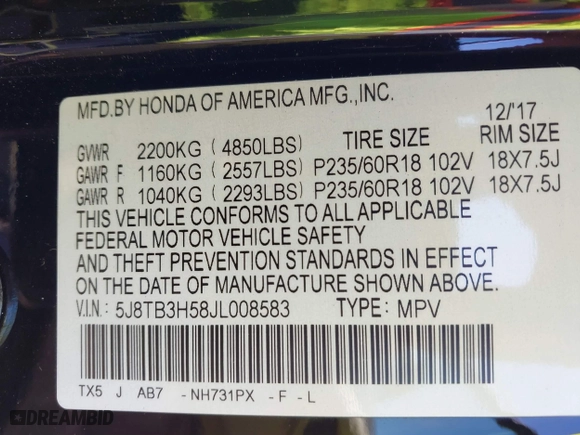 MFD.BY HONDA OF AMERICA MFG.,INC.
12/'17
GVWR 2200KG (4850LBS) TIRE SIZE RIM SIZE
GAWR F 1160KG (2557LBS) P235/60R18 102V 18X7.5J
GAWR R 1040KG (2293LBS) P235/60R18 102V 18X7.5J
THIS VEHICLE CONFORMS TO ALL APPLICABLE
FEDERAL MOTOR VEHICLE SAFETY
AND THEFT PREVENTION STANDARDS IN EFFECT
ON THE DATE OF MANUFACTURE SHOWN ABOVE.
V.I.N.: 5J8TB3H58JL008583 TYPE: MPV
TX5 J AB7 -NH731PX -F -L
DREAMBID